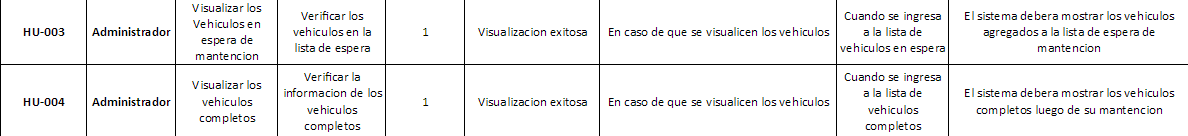 HU-003
Administrador
Visualizar los
Vehiculos en
espera de
mantencion
Verificar los
vehiculos en la
lista de espera
1
Visualizacion exitosa
En caso de que se visualicen los vehiculos
Cuando se ingresa
a la lista de
vehiculos en espera
El sistema debera mostrar los vehiculos
agregados a la lista de espera de
mantencion
HU-004
Administrador
Visualizar los
vehiculos
completos
Verificar la
informacion de los
vehiculos
completos
1
Visualizacion exitosa
En caso de que se visualicen los vehiculos
Cuando se ingresa
a la lista de
vehiculos
completos
El sistema debera mostrar los vehiculos
completos luego de su mantencion